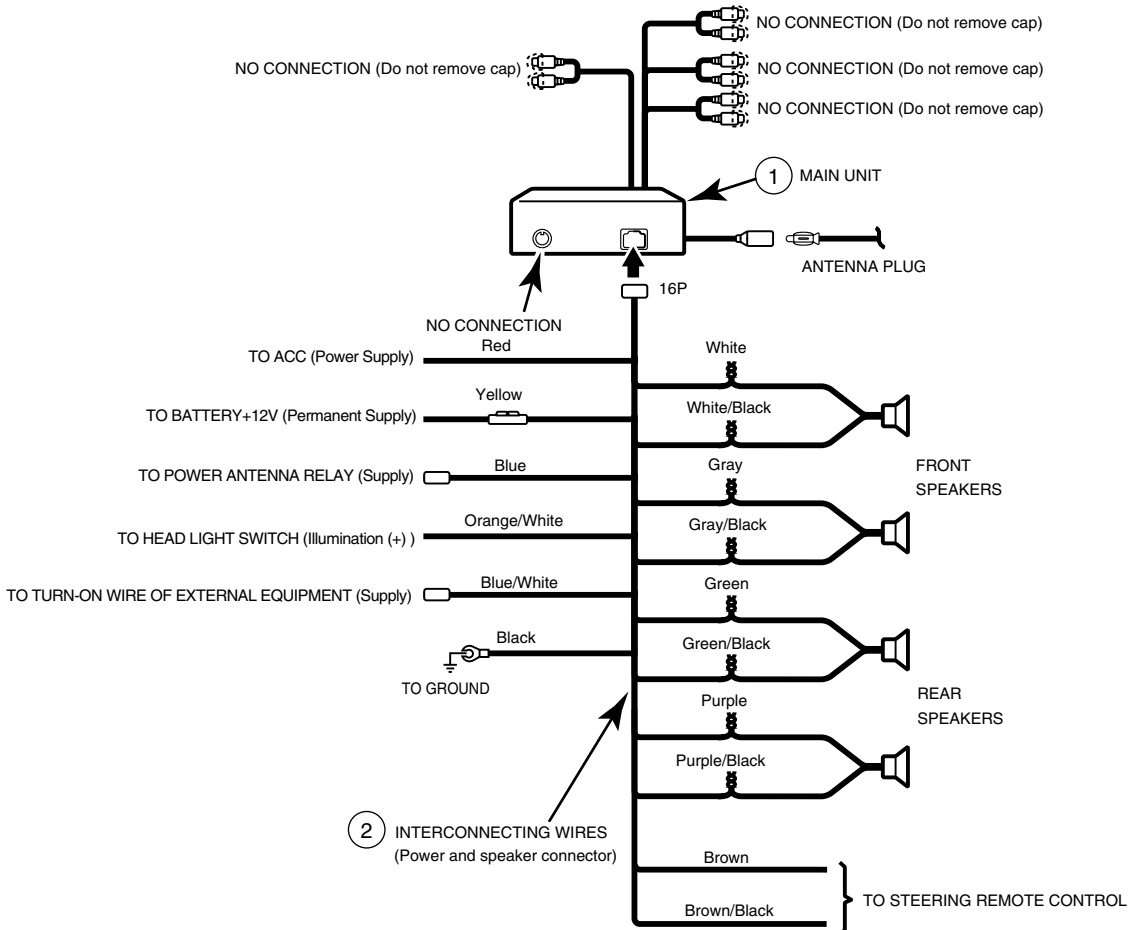 NO CONNECTION (Do not remove cap)
NO CONNECTION (Do not remove cap)
NO CONNECTION (Do not remove cap)
NO CONNECTION (Do not remove cap)
1 MAIN UNIT
ANTENNA PLUG
16P
NO CONNECTION
TO ACC (Power Supply)
Red
TO BATTERY+12V (Permanent Supply)
Yellow
TO POWER ANTENNA RELAY (Supply)
Blue
TO HEAD LIGHT SWITCH (Illumination (+) )
Orange/White
TO TURN-ON WIRE OF EXTERNAL EQUIPMENT (Supply)
Blue/White
Black
TO GROUND
White
White/Black
Gray
Gray/Black
FRONT
SPEAKERS
Green
Green/Black
Purple
Purple/Black
REAR
SPEAKERS
2 INTERCONNECTING WIRES
(Power and speaker connector)
Brown
Brown/Black
TO STEERING REMOTE CONTROL